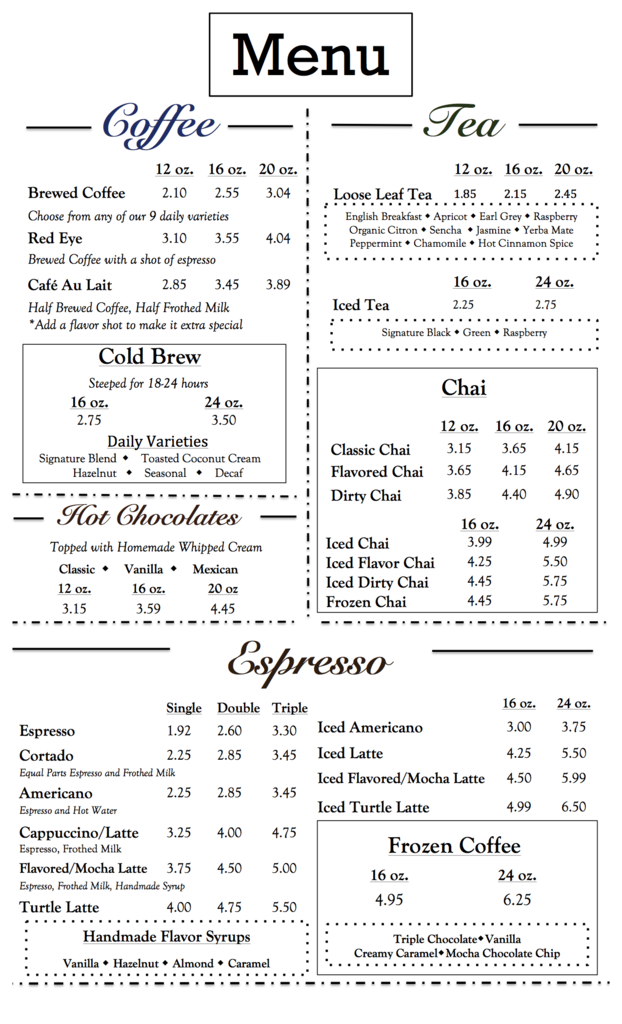 Menu
Coffee
12 oz. 16 oz. 20 oz.
Brewed Coffee 2.10 2.55 3.04
Choose from any of our 9 daily varieties
Red Eye 3.10 3.55 4.04
Brewed Coffee with a shot of espresso
Café Au Lait 2.85 3.45 3.89
Half Brewed Coffee, Half Frothed Milk
*Add a flavor shot to make it extra special
Cold Brew
Steeped for 18-24 hours
16 oz. 24 oz.
2.75 3.50
Daily Varieties
Signature Blend ♦ Toasted Coconut Cream
Hazelnut ♦ Seasonal ♦ Decaf
Hot Chocolates
Topped with Homemade Whipped Cream
Classic ♦ Vanilla ♦ Mexican
12 oz. 16 oz. 20 oz
3.15 3.59 4.45
Tea
12 oz. 16 oz. 20 oz.
Loose Leaf Tea 1.85 2.15 2.45
English Breakfast ♦ Apricot ♦ Earl Grey ♦ Raspberry
Organic Citron ♦ Sencha ♦ Jasmine ♦ Yerba Mate
Peppermint ♦ Chamomile ♦ Hot Cinnamon Spice
16 oz. 24 oz.
Iced Tea 2.25 2.75
Signature Black ♦ Green ♦ Raspberry
Chai
12 oz. 16 oz. 20 oz.
Classic Chai 3.15 3.65 4.15
Flavored Chai 3.65 4.15 4.65
Dirty Chai 3.85 4.40 4.90
16 oz. 24 oz.
Iced Chai 3.99 4.99
Iced Flavor Chai 4.25 5.50
Iced Dirty Chai 4.45 5.75
Frozen Chai 4.45 5.75
Espresso
Single Double Triple
Espresso 1.92 2.60 3.30
Cortado 2.25 2.85 3.45
Equal Parts Espresso and Frothed Milk
Americano 2.25 2.85 3.45
Espresso and Hot Water
Cappuccino/Latte 3.25 4.00 4.75
Espresso, Frothed Milk
Flavored/Mocha Latte 3.75 4.50 5.00
Espresso, Frothed Milk, Handmade Syrup
Turtle Latte 4.00 4.75 5.50
Handmade Flavor Syrups
Vanilla ♦ Hazelnut ♦ Almond ♦ Caramel
16 oz. 24 oz.
Iced Americano 3.00 3.75
Iced Latte 4.25 5.50
Iced Flavored/Mocha Latte 4.50 5.99
Iced Turtle Latte 4.99 6.50
Frozen Coffee
16 oz. 24 oz.
4.95 6.25
Triple Chocolate♦Vanilla
Creamy Caramel♦Mocha Chocolate Chip